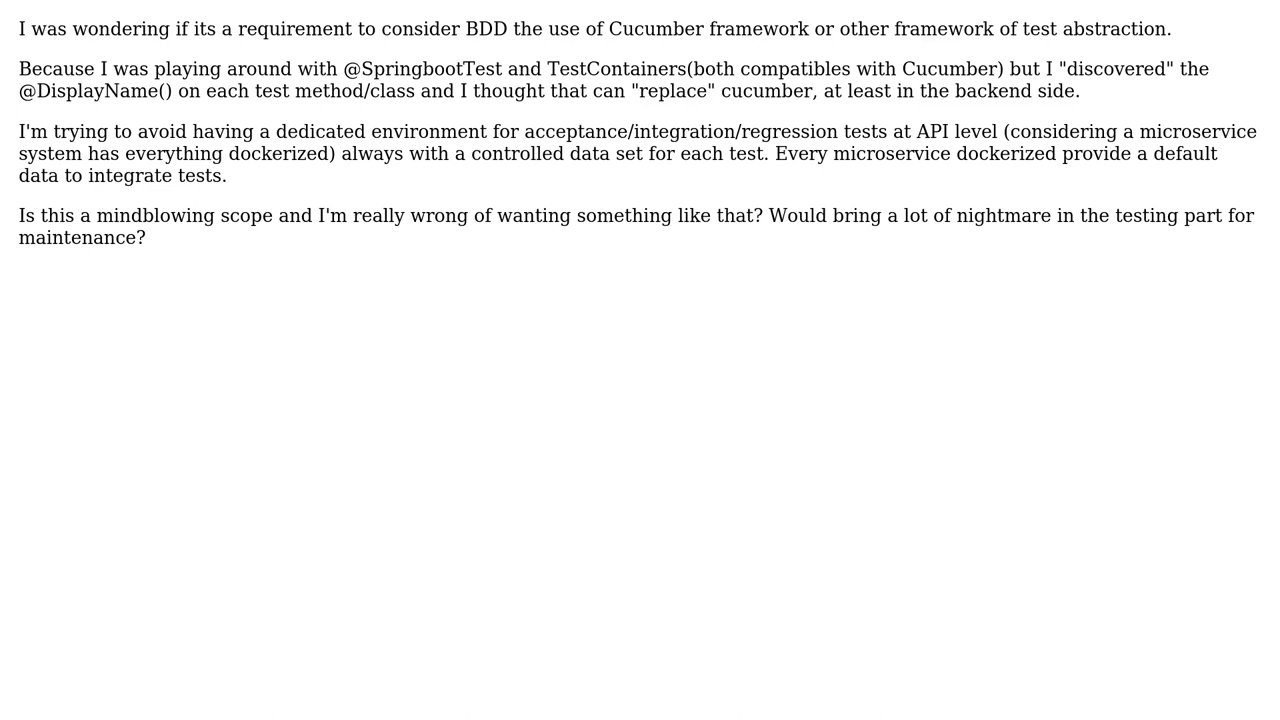 I was wondering if its a requirement to consider BDD the use of Cucumber framework or other framework of test abstraction.
Because I was playing around with @SpringbootTest and TestContainers(both compatibles with Cucumber) but I "discovered" the
@DisplayName() on each test method/class and I thought that can "replace" cucumber, at least in the backend side.
I'm trying to avoid having a dedicated environment for acceptance/integration/regression tests at API level (considering a microservice
system has everything dockerized) always with a controlled data set for each test. Every microservice dockerized provide a default
data to integrate tests.
Is this a mindblowing scope and I'm really wrong of wanting something like that? Would bring a lot of nightmare in the testing part for
maintenance?